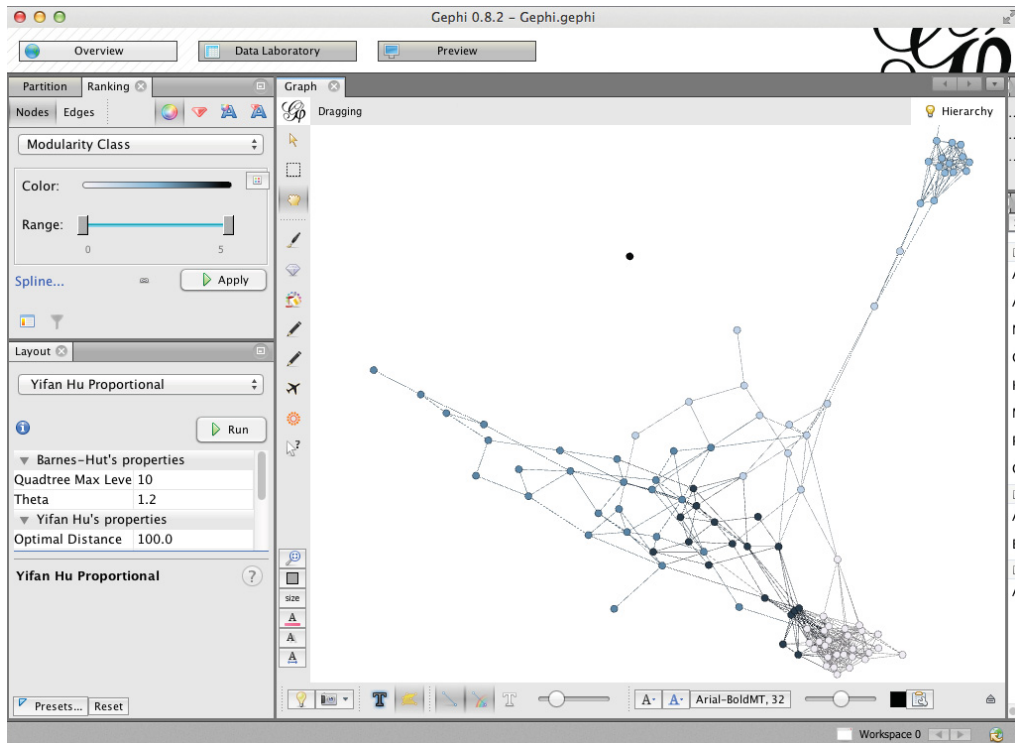 Gephi 0.8.2 – Gephi.gephi
Overview
Data Laboratory
Preview
Partition Ranking
Graph
Nodes Edges
Dragging
Hierarchy
Modularity Class
Color:
Range:
0 5
Spline...
Apply
Layout
Yifan Hu Proportional
Run
Barnes-Hut's properties
Quadtree Max Leve 10
Theta 1.2
Yifan Hu's properties
Optimal Distance 100.0
Yifan Hu Proportional
?
size
A
A
A
Presets... Reset
T
T
A- A- Arial-BoldMT, 32
Workspace 0